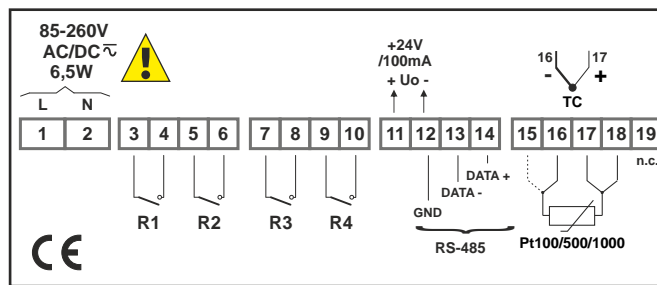 85-260V
AC/DC
6,5W
L N
+24V
/100mA
+ Uo -
16 17
- +
TC
1 2 3 4 5 6 7 8 9 10 11 12 13 14 15 16 17 18 19
n.c.
R1 R2 R3 R4
DATA +
DATA -
GND
RS-485
Pt100/500/1000
CE